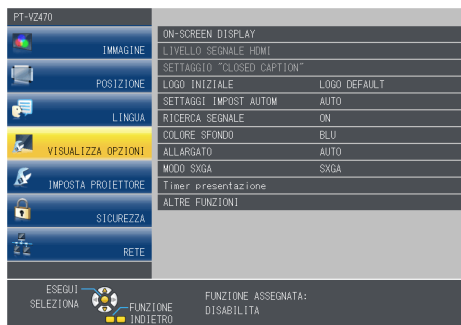 PT-VZ470
IMMAGINE
POSIZIONE
LINGUA
VISUALIZZA OPZIONI
IMPOSTA PROIETTORE
SICUREZZA
RETE
ON-SCREEN DISPLAY
LIVELLO SEGNALE HDMI
SETTAGGIO "CLOSED CAPTION"
LOGO INIZIALE LOGO DEFAULT
SETTAGGI IMPOST AUTOM AUTO
RICERCA SEGNALE ON
COLORE SFONDO BLU
ALLARGATO AUTO
MODO SXGA SXGA
Timer presentazione
ALTRE FUNZIONI
ESEGUI
SELEZIONA
FUNZIONE
INDIETRO
FUNZIONE ASSEGNATA:
DISABILITA